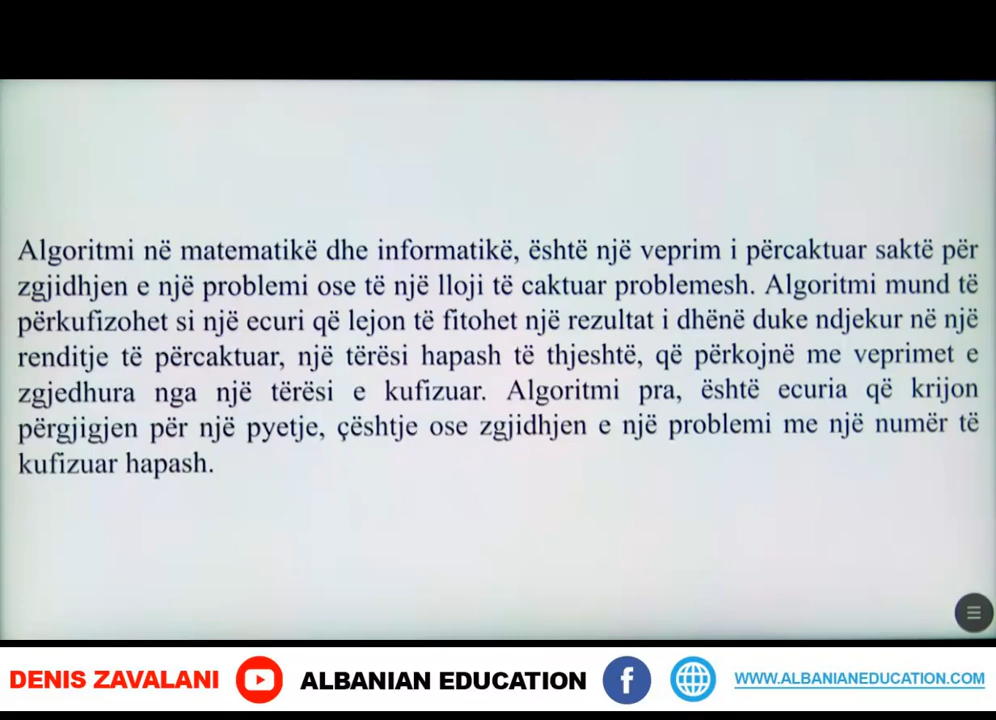 Algoritmi në matematikë dhe informatikë, është një veprim i përcaktuar saktë për
zgjidhjen e një problemi ose të një lloji të caktuar problemesh. Algoritmi mund të
përkufizohet si një ecuri që lejon të fitohet një rezultat i dhënë duke ndjekur në një
renditje të përcaktuar, një tërësi hapash të thjeshtë, që përkojnë me veprimet e
zgjedhura nga një tërësi e kufizuar. Algoritmi pra, është ecuria që krijon
përgjigjen për një pyetje, çështje ose zgjidhjen e një problemi me një numër të
kufizuar hapash.
DENIS ZAVALANI ALBANIAN EDUCATION f WWW.ALBANIANEDUCATION.COM